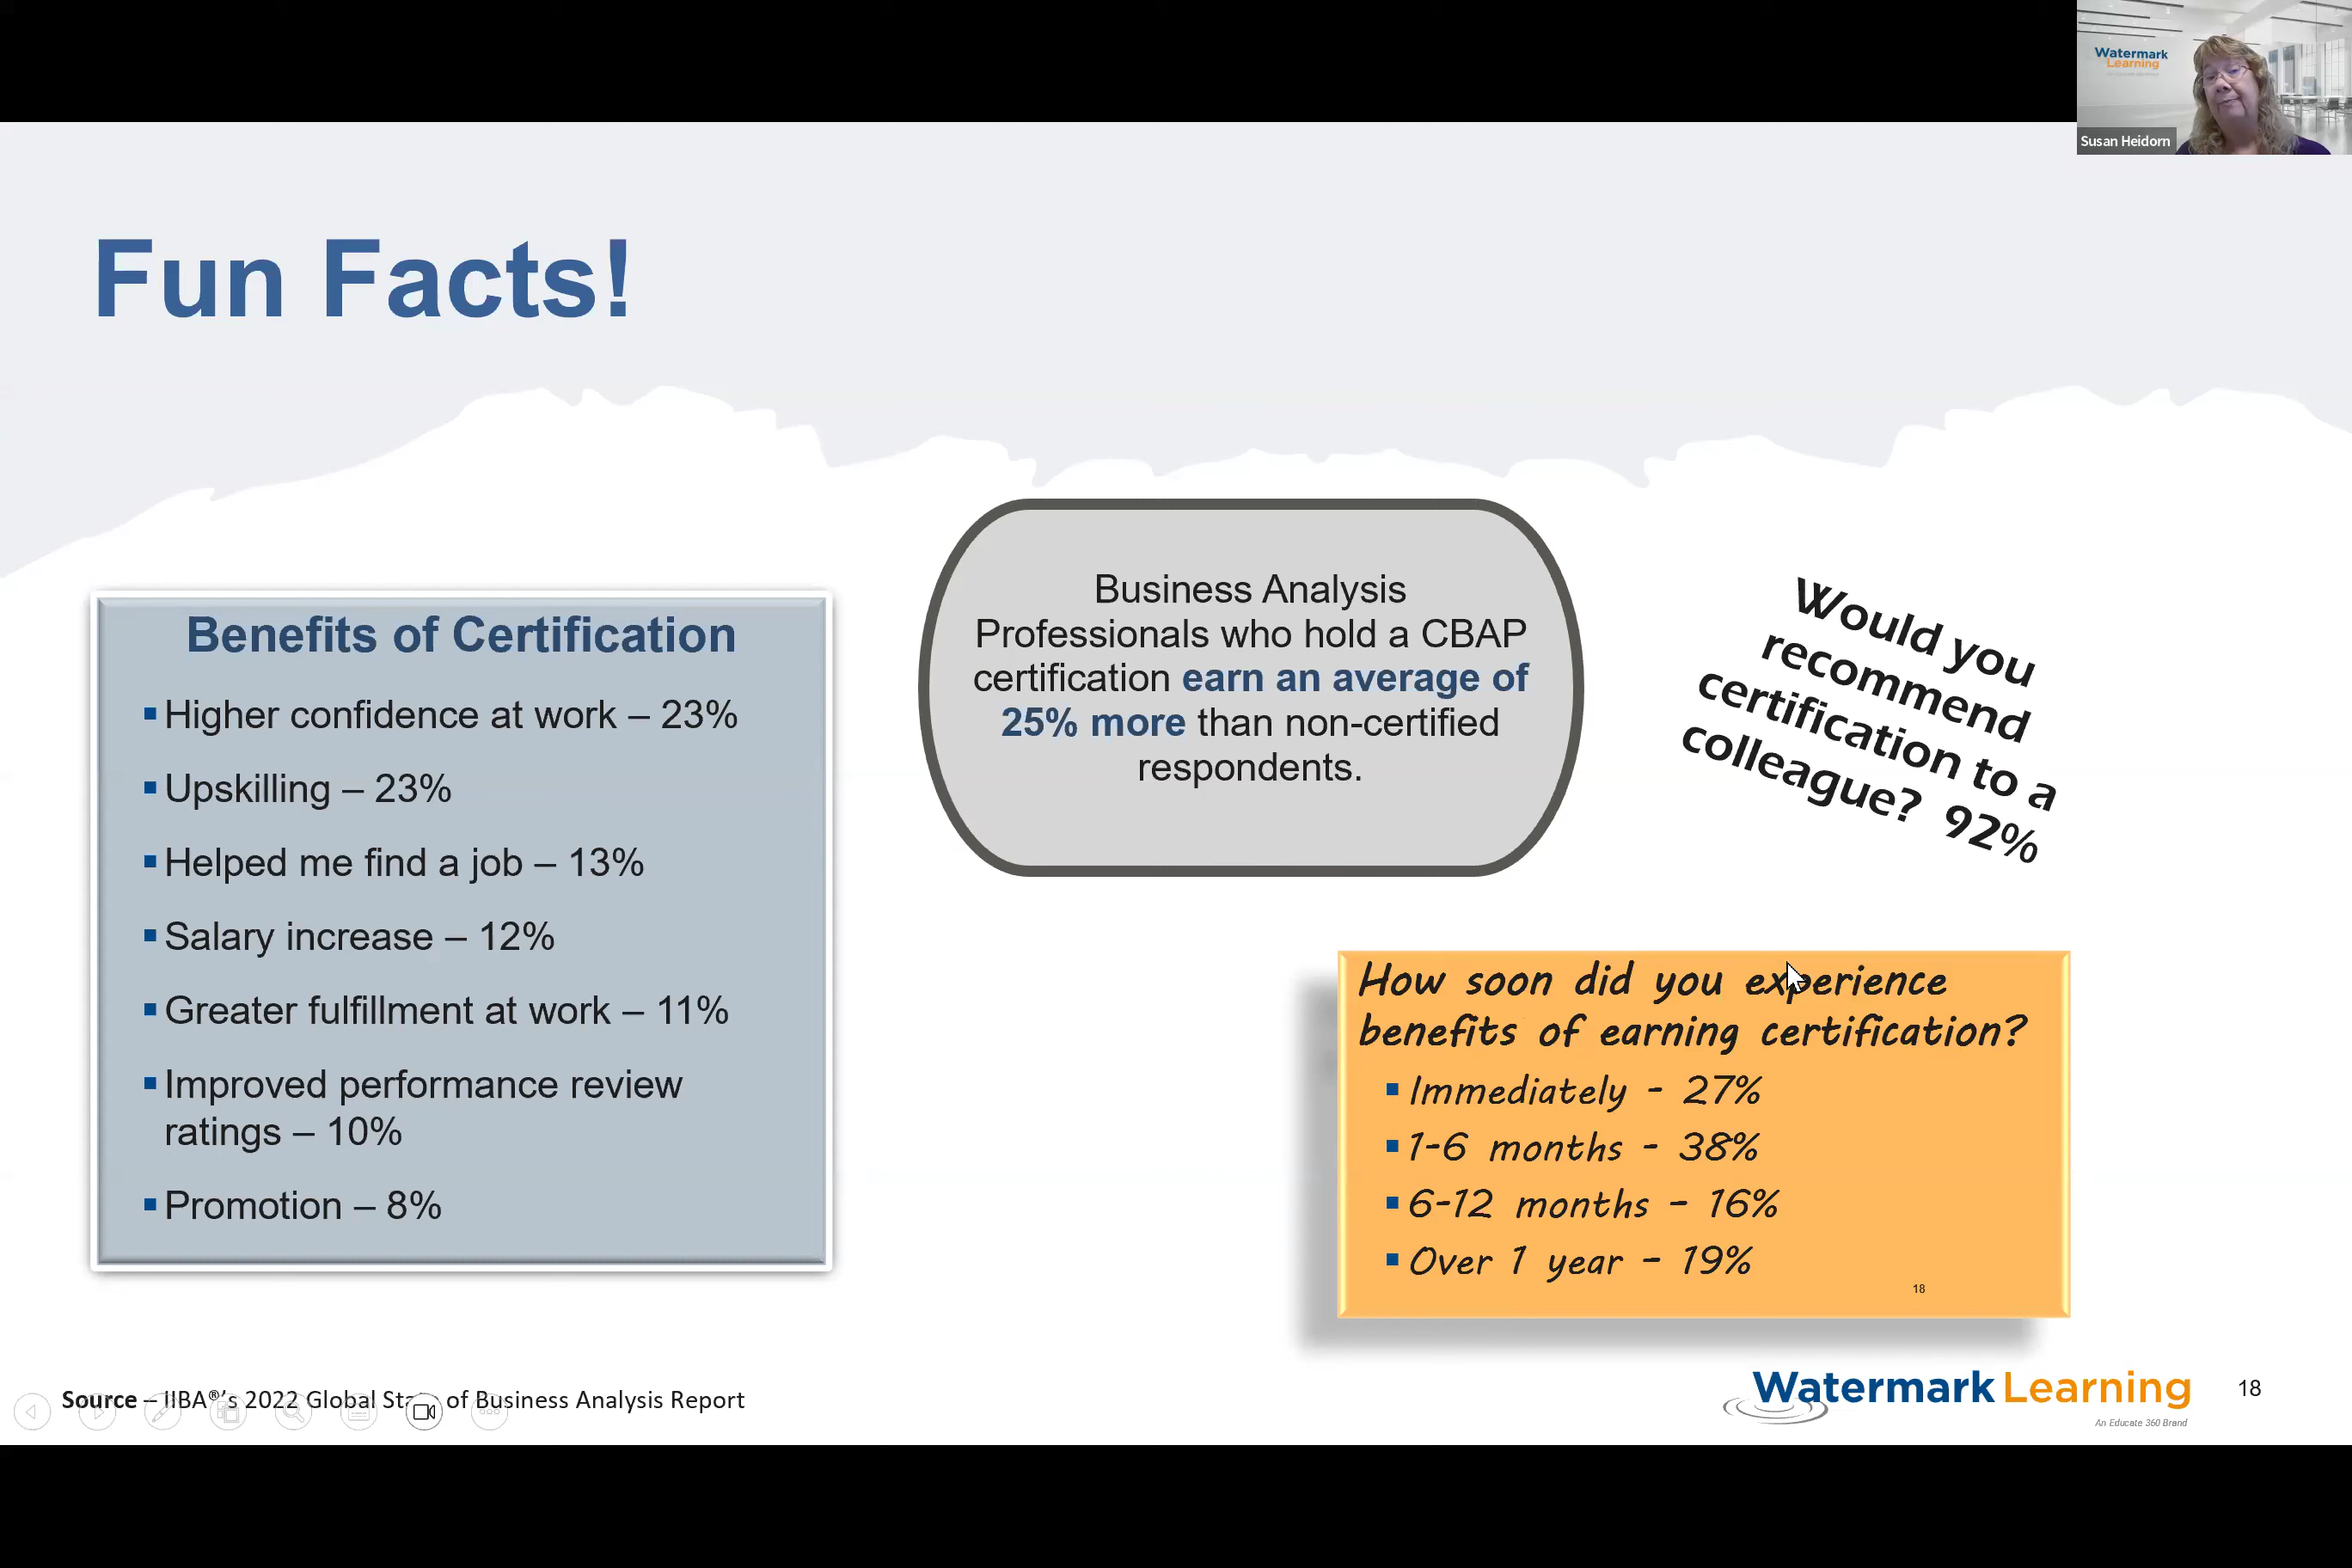 Watermark
Learning
Susan Heidorn
Fun Facts!
Benefits of Certification
▪ Higher confidence at work – 23%
▪ Upskilling – 23%
▪ Helped me find a job – 13%
▪ Salary increase – 12%
▪ Greater fulfillment at work – 11%
▪ Improved performance review
ratings – 10%
▪ Promotion – 8%
Business Analysis
Professionals who hold a CBAP
certification earn an average of
25% more than non-certified
respondents.
Would you
recommend
certification to a
colleague? 92%
How soon did you experience
benefits of earning certification?
▪ Immediately - 27%
▪ 1-6 months - 38%
▪ 6-12 months - 16%
▪ Over 1 year - 19%
18
Source – IIBA®'s 2022 Global State of Business Analysis Report
Watermark Learning
An Educate 360 Brand
18